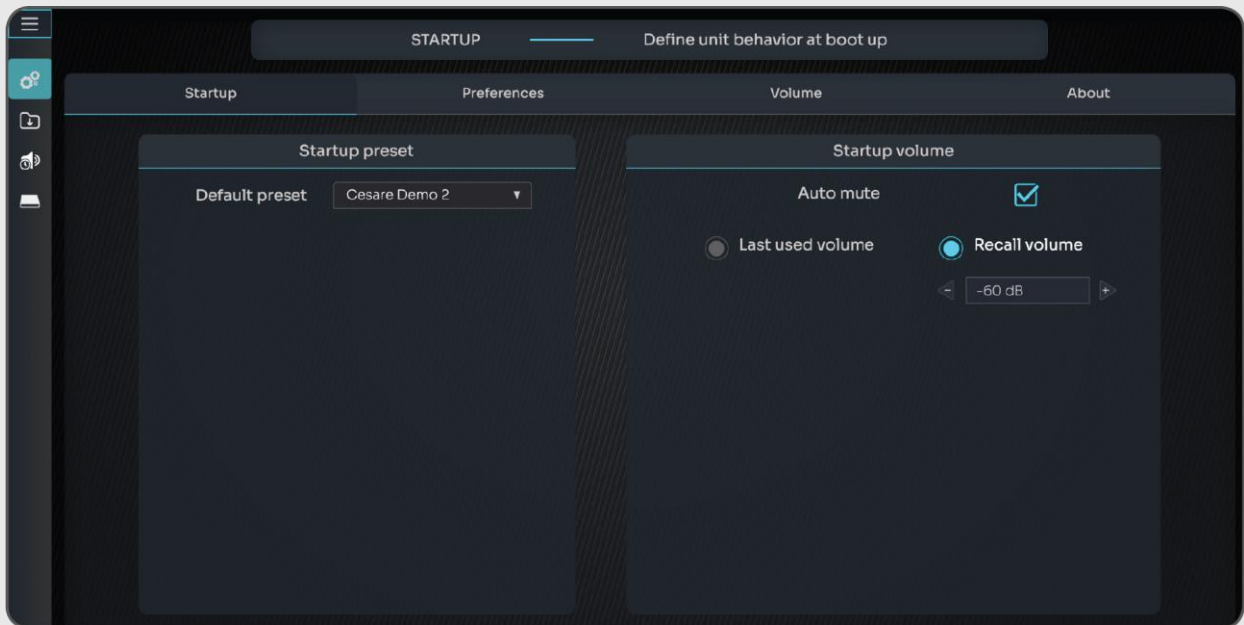 STARTUP Define unit behavior at boot up
Startup Preferences Volume About
Startup preset
Default preset Cesare Demo 2
Startup volume
Auto mute
Last used volume Recall volume
- -60 dB +